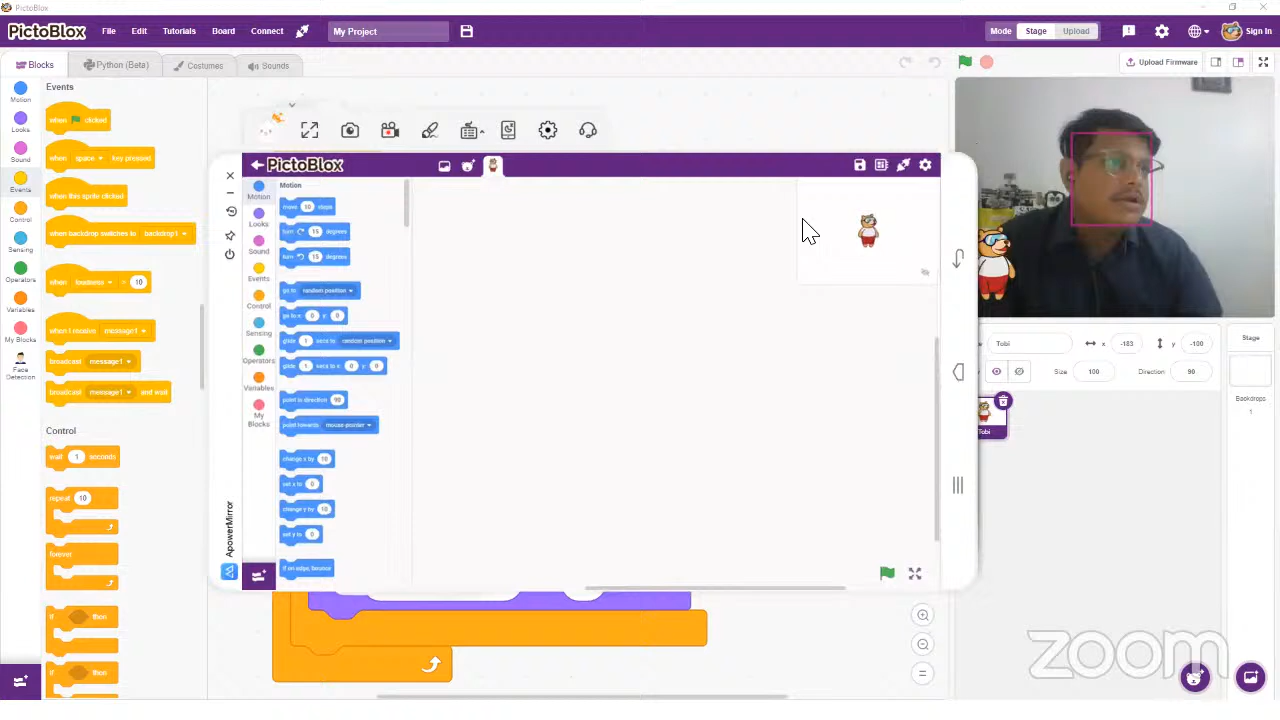 PictoBlox
PictoBlox File Edit Tutorials Board Connect My Project Mode Stage Upload Sign In
Blocks Python (Beta) Costumes Sounds Upload Firmware
Motion
Looks
Sound
Events
Control
Sensing
Operators
Variables
My Blocks
Face Detection
Events
when clicked
when space key pressed
when this sprite clicked
when backdrop switches to backdrop1
when loudness 10
when I receive message1
broadcast message1
broadcast message1 and wait
Control
wait 1 seconds
repeat 10
forever
if then
if then
PictoBlox
Motion
Looks
Sound
Events
Control
Sensing
Operators
Variables
My Blocks
Motion
move 10 steps
turn 15 degrees
turn 15 degrees
go to random position
go to x: 0 y: 0
glide 1 secs to random position
glide 1 secs to x: 0 y: 0
point in direction 90
point towards mouse-pointer
change x by 10
set x to 0
change y by 10
set y to 0
if on edge, bounce
ApowerMirror
Tobi x -183 y -100
Size 100 Direction 90
Tobi
Stage
Backdrops
1
zoom